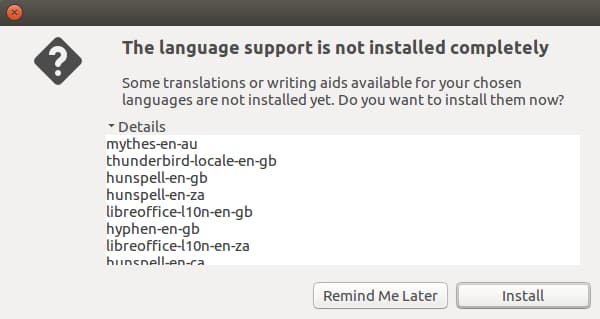 The language support is not installed completely
Some translations or writing aids available for your chosen
languages are not installed yet. Do you want to install them now?
Details
mythes-en-au
thunderbird-locale-en-gb
hunspell-en-gb
hunspell-en-za
libreoffice-l10n-en-gb
hyphen-en-gb
libreoffice-l10n-en-za
hunspell-en-ca
Remind Me Later
Install